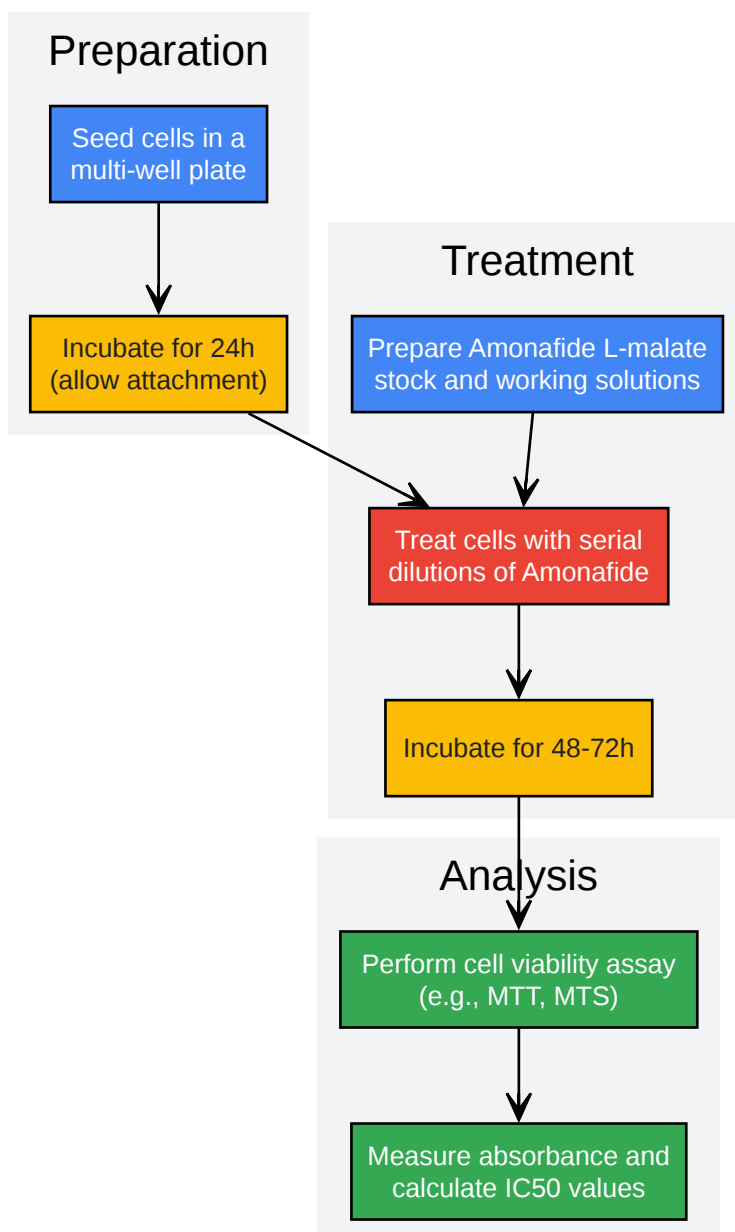 Preparation
Seed cells in a
multi-well plate
Incubate for 24h
(allow attachment)
Treatment
Prepare Amonafide L-malate
stock and working solutions
Treat cells with serial
dilutions of Amonafide
Incubate for 48-72h
Analysis
Perform cell viability assay
(e.g., MTT, MTS)
Measure absorbance and
calculate IC50 values